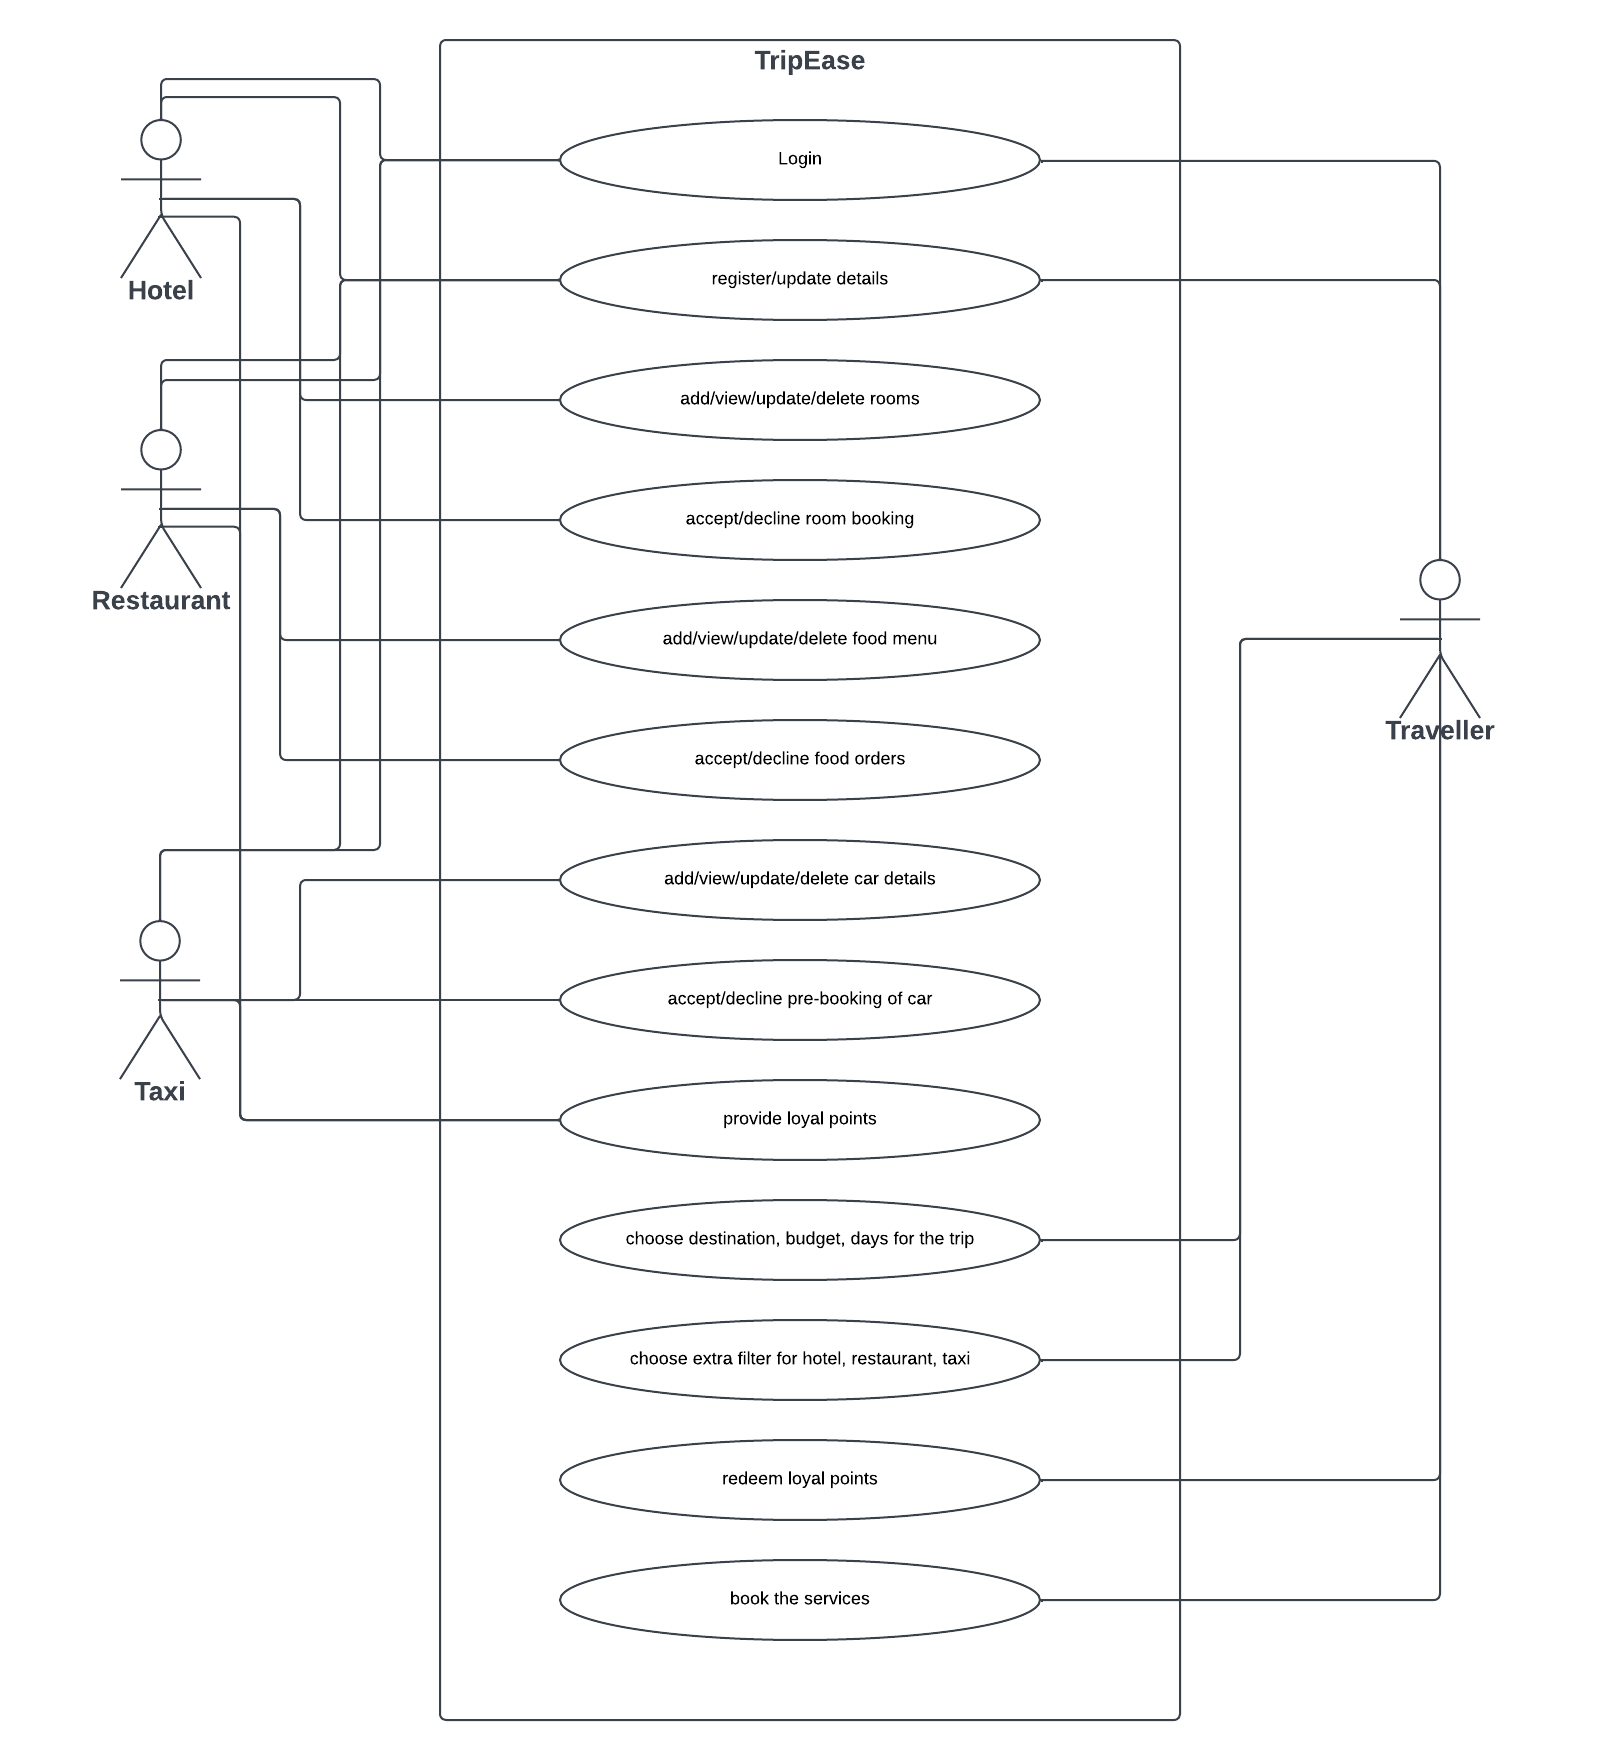 TripEase
Login
Hotel
register/update details
add/view/update/delete rooms
accept/decline room booking
Restaurant
add/view/update/delete food menu
Traveller
accept/decline food orders
add/view/update/delete car details
accept/decline pre-booking of car
Taxi
provide loyal points
choose destination, budget, days for the trip
choose extra filter for hotel, restaurant, taxi
redeem loyal points
book the services